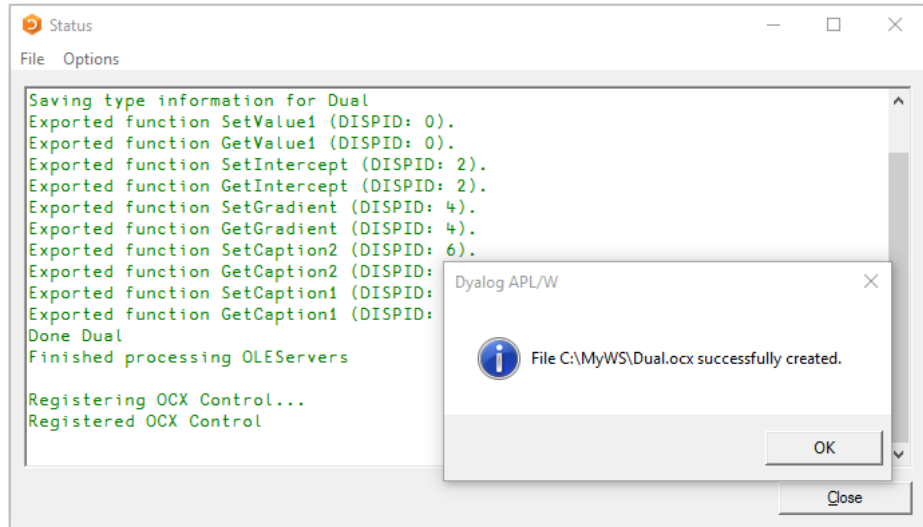 Status
File Options
Saving type information for Dual
Exported function SetValue1 (DISPID: 0).
Exported function GetValue1 (DISPID: 0).
Exported function SetIntercept (DISPID: 2).
Exported function GetIntercept (DISPID: 2).
Exported function SetGradient (DISPID: 4).
Exported function GetGradient (DISPID: 4).
Exported function SetCaption2 (DISPID: 6).
Exported function GetCaption2 (DISPID:
Exported function SetCaption1 (DISPID:
Exported function GetCaption1 (DISPID:
Done Dual
Finished processing OLEServers
Registering OCX Control...
Registered OCX Control
Dyalog APL/W
File C:\MyWS\Dual.ocx successfully created.
OK
Close